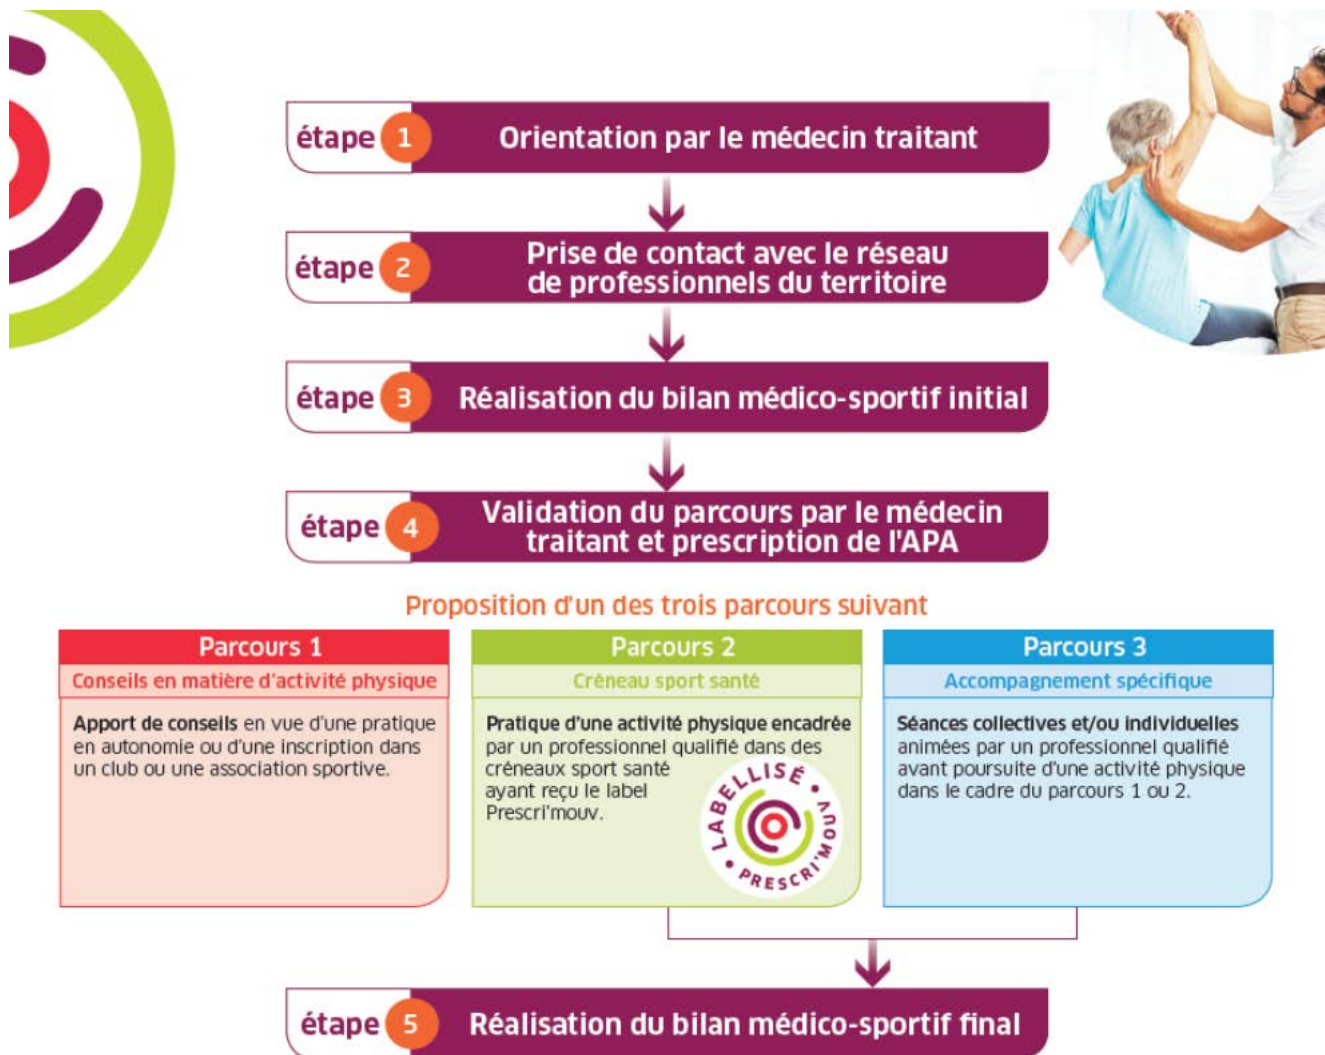 étape 1
Orientation par le médecin traitant
étape 2
Prise de contact avec le réseau
de professionnels du territoire
étape 3
Réalisation du bilan médico-sportif initial
étape 4
Validation du parcours par le médecin
traitant et prescription de l'APA
Proposition d'un des trois parcours suivant
Parcours 1
Conseils en matière d'activité physique
Apport de conseils en vue d'une pratique
en autonomie ou d'une inscription dans
un club ou une association sportive.
Parcours 2
Crèneau sport santé
Pratique d'une activité physique encadrée
par un professionnel qualifié dans des
créneaux sport santé
ayant reçu le label
Prescri'mouv.
LABELLISÉ • PRESCRI'MOUV •
Parcours 3
Accompagnement spécifique
Séances collectives et/ou individuelles
animées par un professionnel qualifié
avant poursuite d'une activité physique
dans le cadre du parcours 1 ou 2.
étape 5
Réalisation du bilan médico-sportif final